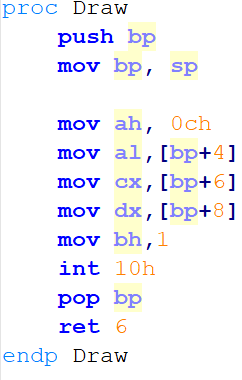 proc Draw
push bp
mov bp, sp
mov ah, 0ch
mov al,[bp+4]
mov cx,[bp+6]
mov dx,[bp+8]
mov bh,1
int 10h
pop bp
ret 6
endp Draw